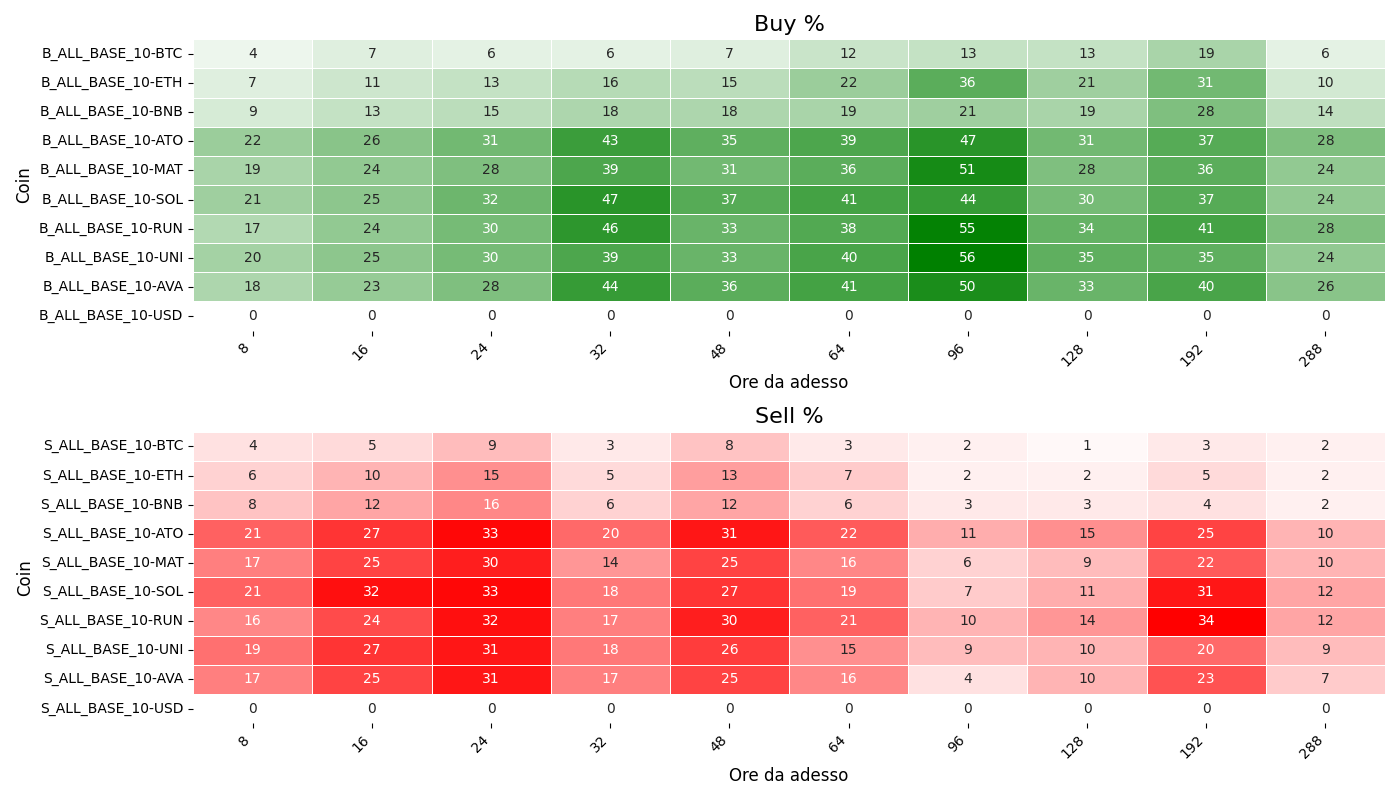 Buy %
Coin
B_ALL_BASE_10-BTC 4 7 6 6 7 12 13 13 19 6
B_ALL_BASE_10-ETH 7 11 13 16 15 22 36 21 31 10
B_ALL_BASE_10-BNB 9 13 15 18 18 19 21 19 28 14
B_ALL_BASE_10-ATO 22 26 31 43 35 39 47 31 37 28
B_ALL_BASE_10-MAT 19 24 28 39 31 36 51 28 36 24
B_ALL_BASE_10-SOL 21 25 32 47 37 41 44 30 37 24
B_ALL_BASE_10-RUN 17 24 30 46 33 38 55 34 41 28
B_ALL_BASE_10-UNI 20 25 30 39 33 40 56 35 35 24
B_ALL_BASE_10-AVA 18 23 28 44 36 41 50 33 40 26
B_ALL_BASE_10-USD 0 0 0 0 0 0 0 0 0 0
8 16 24 32 48 64 96 128 192 288
Ore da adesso
Sell %
Coin
S_ALL_BASE_10-BTC 4 5 9 3 8 3 2 1 3 2
S_ALL_BASE_10-ETH 6 10 15 5 13 7 2 2 5 2
S_ALL_BASE_10-BNB 8 12 16 6 12 6 3 3 4 2
S_ALL_BASE_10-ATO 21 27 33 20 31 22 11 15 25 10
S_ALL_BASE_10-MAT 17 25 30 14 25 16 6 9 22 10
S_ALL_BASE_10-SOL 21 32 33 18 27 19 7 11 31 12
S_ALL_BASE_10-RUN 16 24 32 17 30 21 10 14 34 12
S_ALL_BASE_10-UNI 19 27 31 18 26 15 9 10 20 9
S_ALL_BASE_10-AVA 17 25 31 17 25 16 4 10 23 7
S_ALL_BASE_10-USD 0 0 0 0 0 0 0 0 0 0
8 16 24 32 48 64 96 128 192 288
Ore da adesso